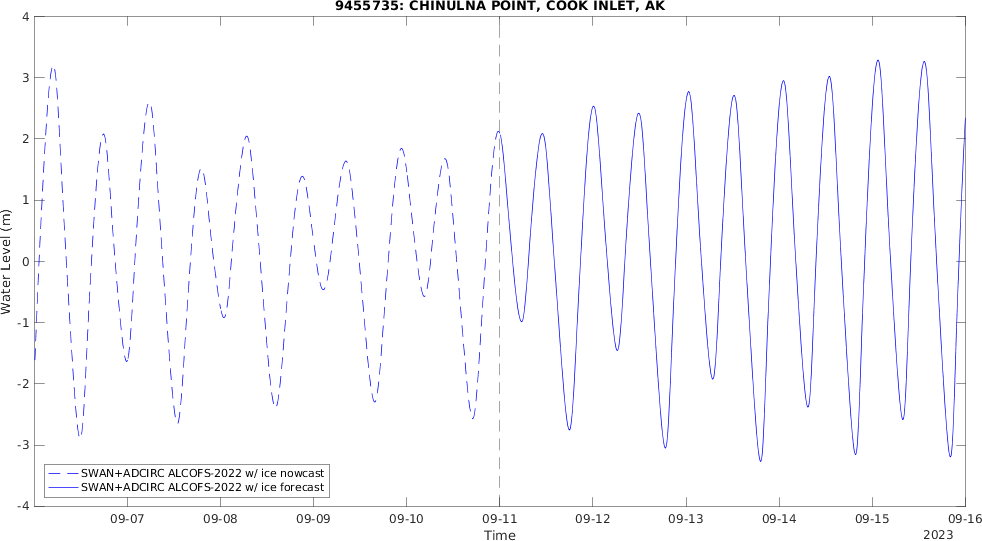 9455735: CHINULNA POINT, COOK INLET, AK
4
3
2
1
0
-1
-2
-3
-4
Water Level (m)
SWAN+ADCIRC ALCOFS-2022 w/ ice nowcast
SWAN+ADCIRC ALCOFS-2022 w/ ice forecast
09-07 09-08 09-09 09-10 09-11 09-12 09-13 09-14 09-15 09-16
Time
2023